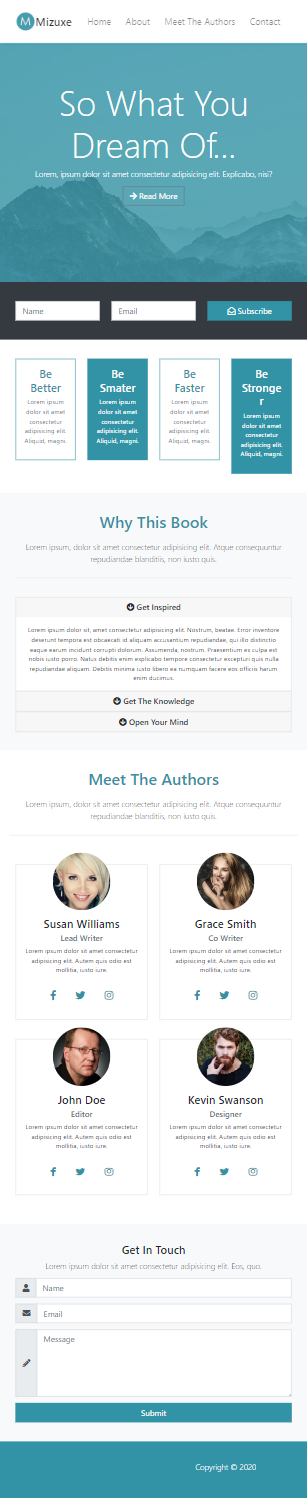 M Mizuxe Home About Meet The Authors Contact
So What You
Dream Of...
Lorem, ipsum dolor sit amet consectetur adipisicing elit. Explicabo, nisi?
Read More
Name Email Subscribe
Be
Better
Lorem ipsum
dolor sit amet
consectetur
adipisicing elit.
Aliquid, magni.
Be
Smater
Lorem ipsum
dolor sit amet
consectetur
adipisicing elit.
Aliquid, magni.
Be
Faster
Lorem ipsum
dolor sit amet
consectetur
adipisicing elit.
Aliquid, magni.
Be
Stronge
r
Lorem ipsum
dolor sit amet
consectetur
adipisicing elit.
Aliquid, magni.
Why This Book
Lorem ipsum, dolor sit amet consectetur adipisicing elit. Atque consequuntur
repudiandae blanditiis, non iusto quis.
Get Inspired
Lorem ipsum dolor sit, amet consectetur adipisicing elit. Nostrum, beatae. Error inventore
deserunt tempora est obcaecati id aliquam accusantium repudiandae, qui illo distinctio
eaque earum incidunt corrupti dolorum. Assumenda, nostrum. Praesentium ex culpa est
nobis iusto porro. Natus debitis enim explicabo tempore consectetur excepturi quis nulla
repudiandae aliquam. Debitis minima iusto libero ea numquam facere eos officiis harum
enim ducimus.
Get The Knowledge
Open Your Mind
Meet The Authors
Lorem ipsum, dolor sit amet consectetur adipisicing elit. Atque consequuntur
repudiandae blanditiis, non iusto quis.
Susan Williams
Lead Writer
Lorem ipsum dolor sit amet consectetur
adipisicing elit. Autem quis odio est
mollitia, iusto iure.
Grace Smith
Co Writer
Lorem ipsum dolor sit amet consectetur
adipisicing elit. Autem quis odio est
mollitia, iusto iure.
John Doe
Editor
Lorem ipsum dolor sit amet consectetur
adipisicing elit. Autem quis odio est
mollitia, iusto iure.
Kevin Swanson
Designer
Lorem ipsum dolor sit amet consectetur
adipisicing elit. Autem quis odio est
mollitia, iusto iure.
Get In Touch
Lorem ipsum dolor sit amet consectetur adipisicing elit. Eos, quo.
Name
Email
Message
Submit
Copyright © 2020